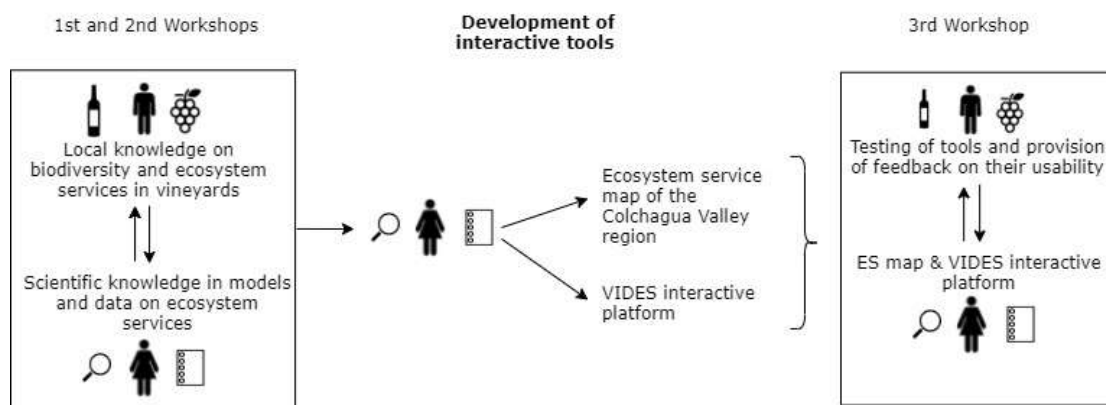 1st and 2nd Workshops
Local knowledge on
biodiversity and ecosystem
services in vineyards
Scientific knowledge in models
and data on ecosystem
services
Development of
interactive tools
Ecosystem service
map of the
Colchagua Valley
region
VIDES interactive
platform
3rd Workshop
Testing of tools and provision
of feedback on their usability
ES map & VIDES interactive
platform